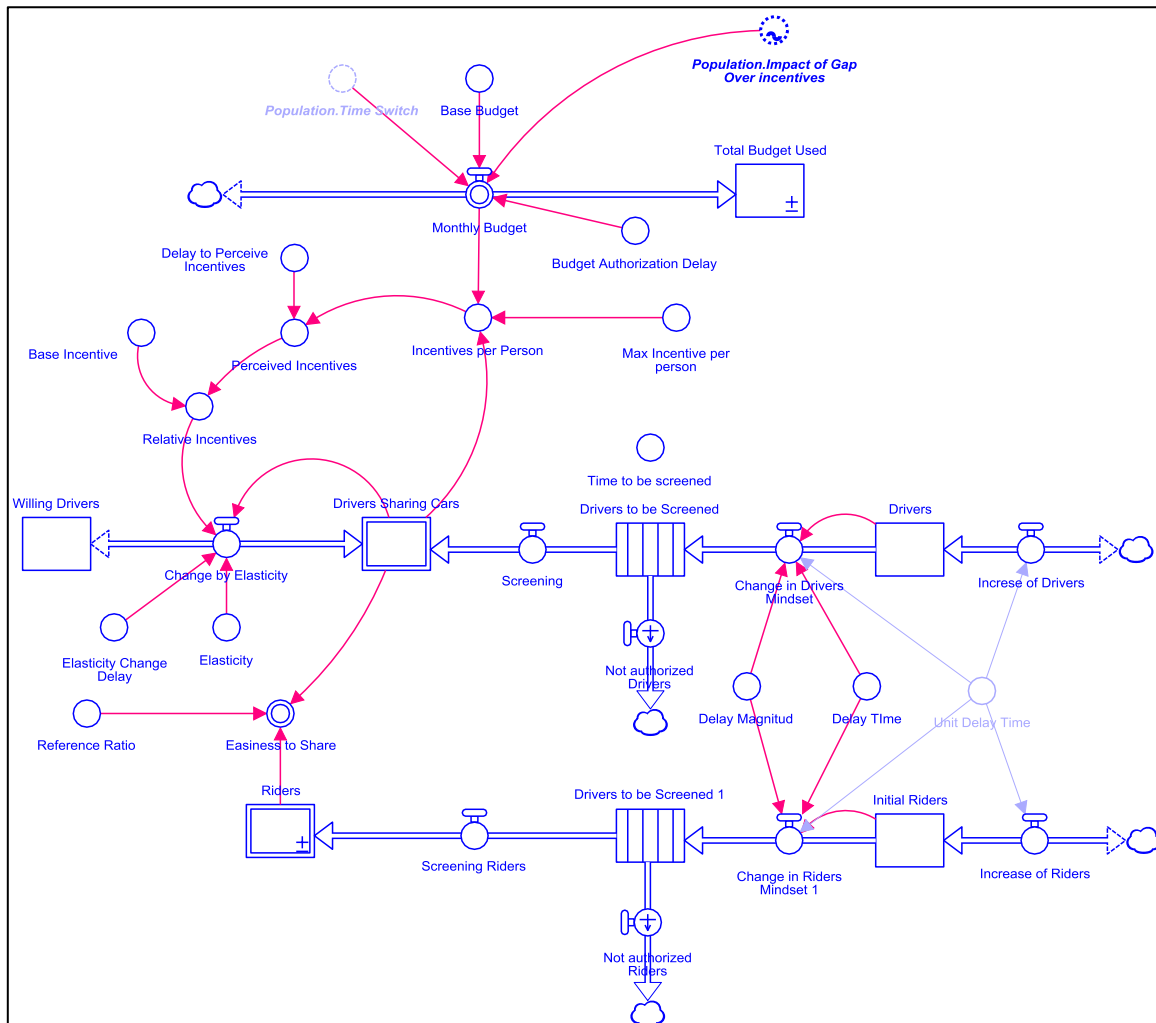 Population.Impact of Gap
Over incentives
Population.Time Switch
Base Budget
Total Budget Used
Monthly Budget
Budget Authorization Delay
Delay to Perceive
Incentives
Base Incentive
Perceived Incentives
Incentives per Person
Max Incentive per
person
Relative Incentives
Time to be screened
Willing Drivers
Drivers Sharing Cars
Drivers to be Screened
Drivers
Change by Elasticity
Screening
Change in Drivers
Mindset
Increse of Drivers
Elasticity Change
Delay
Elasticity
Not authorized
Drivers
Delay Magnitud
Delay TIme
Unit Delay Time
Reference Ratio
Easiness to Share
Riders
Drivers to be Screened 1
Initial Riders
Screening Riders
Change in Riders
Mindset 1
Increase of Riders
Not authorized
Riders